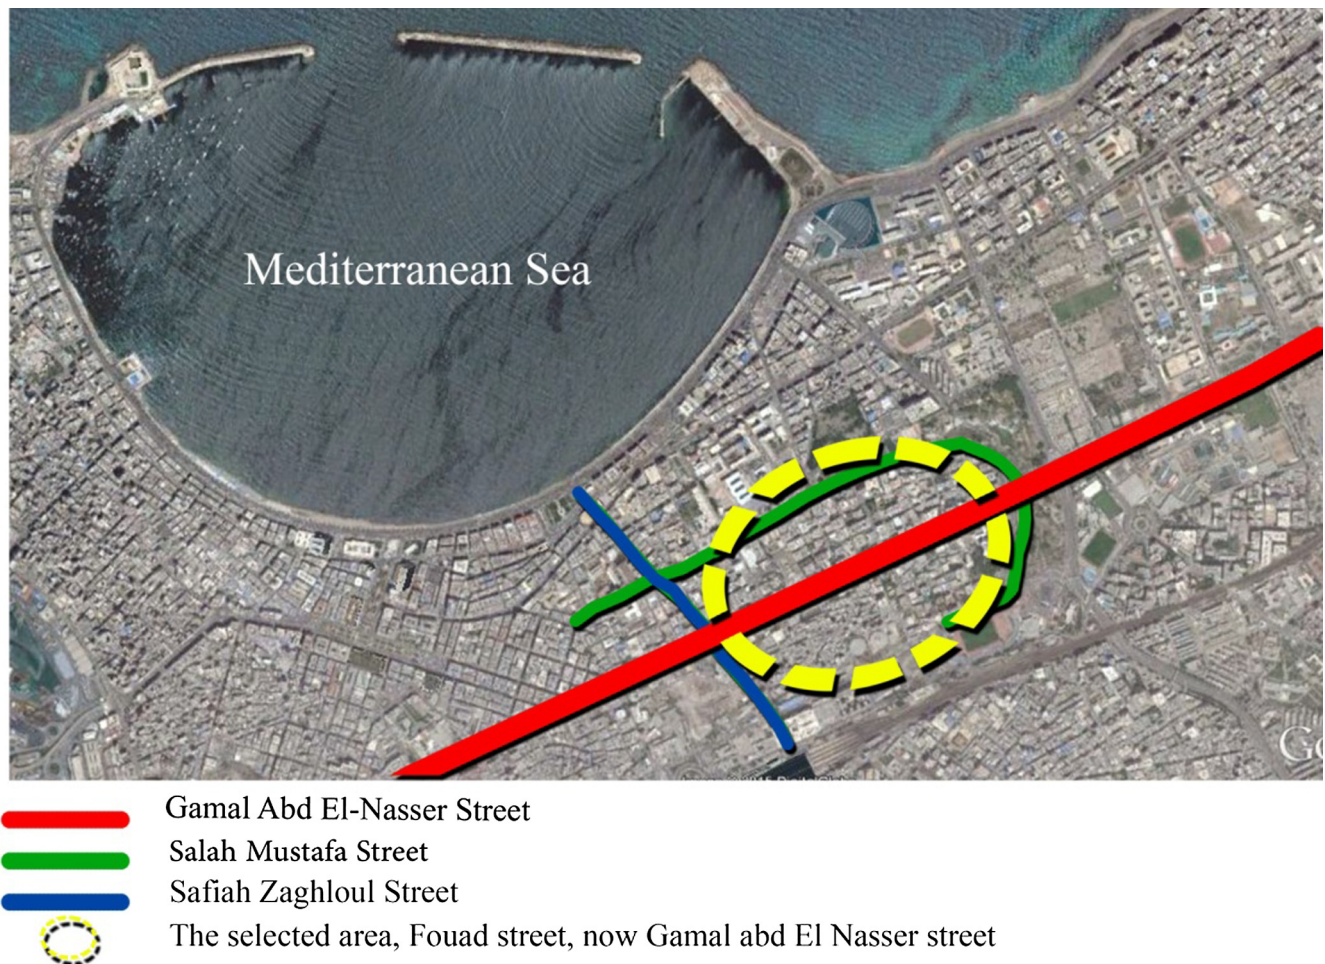 Mediterranean Sea
Gamal Abd El-Nasser Street
Salah Mustafa Street
Safiah Zaghloul Street
The selected area, Fouad street, now Gamal abd El Nasser street